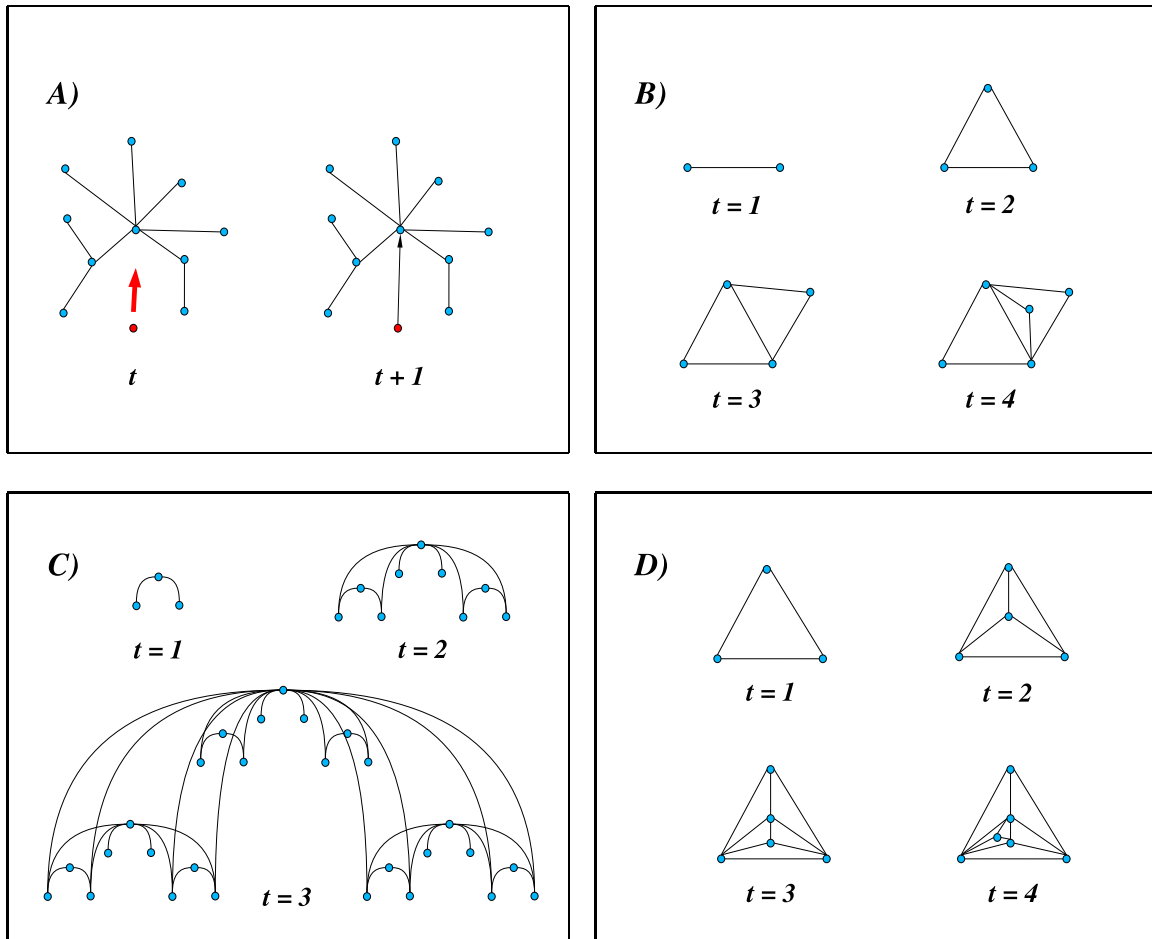 A)
t
t + 1
B)
t = 1
t = 2
t = 3
t = 4
C)
t = 1
t = 2
t = 3
D)
t = 1
t = 2
t = 3
t = 4